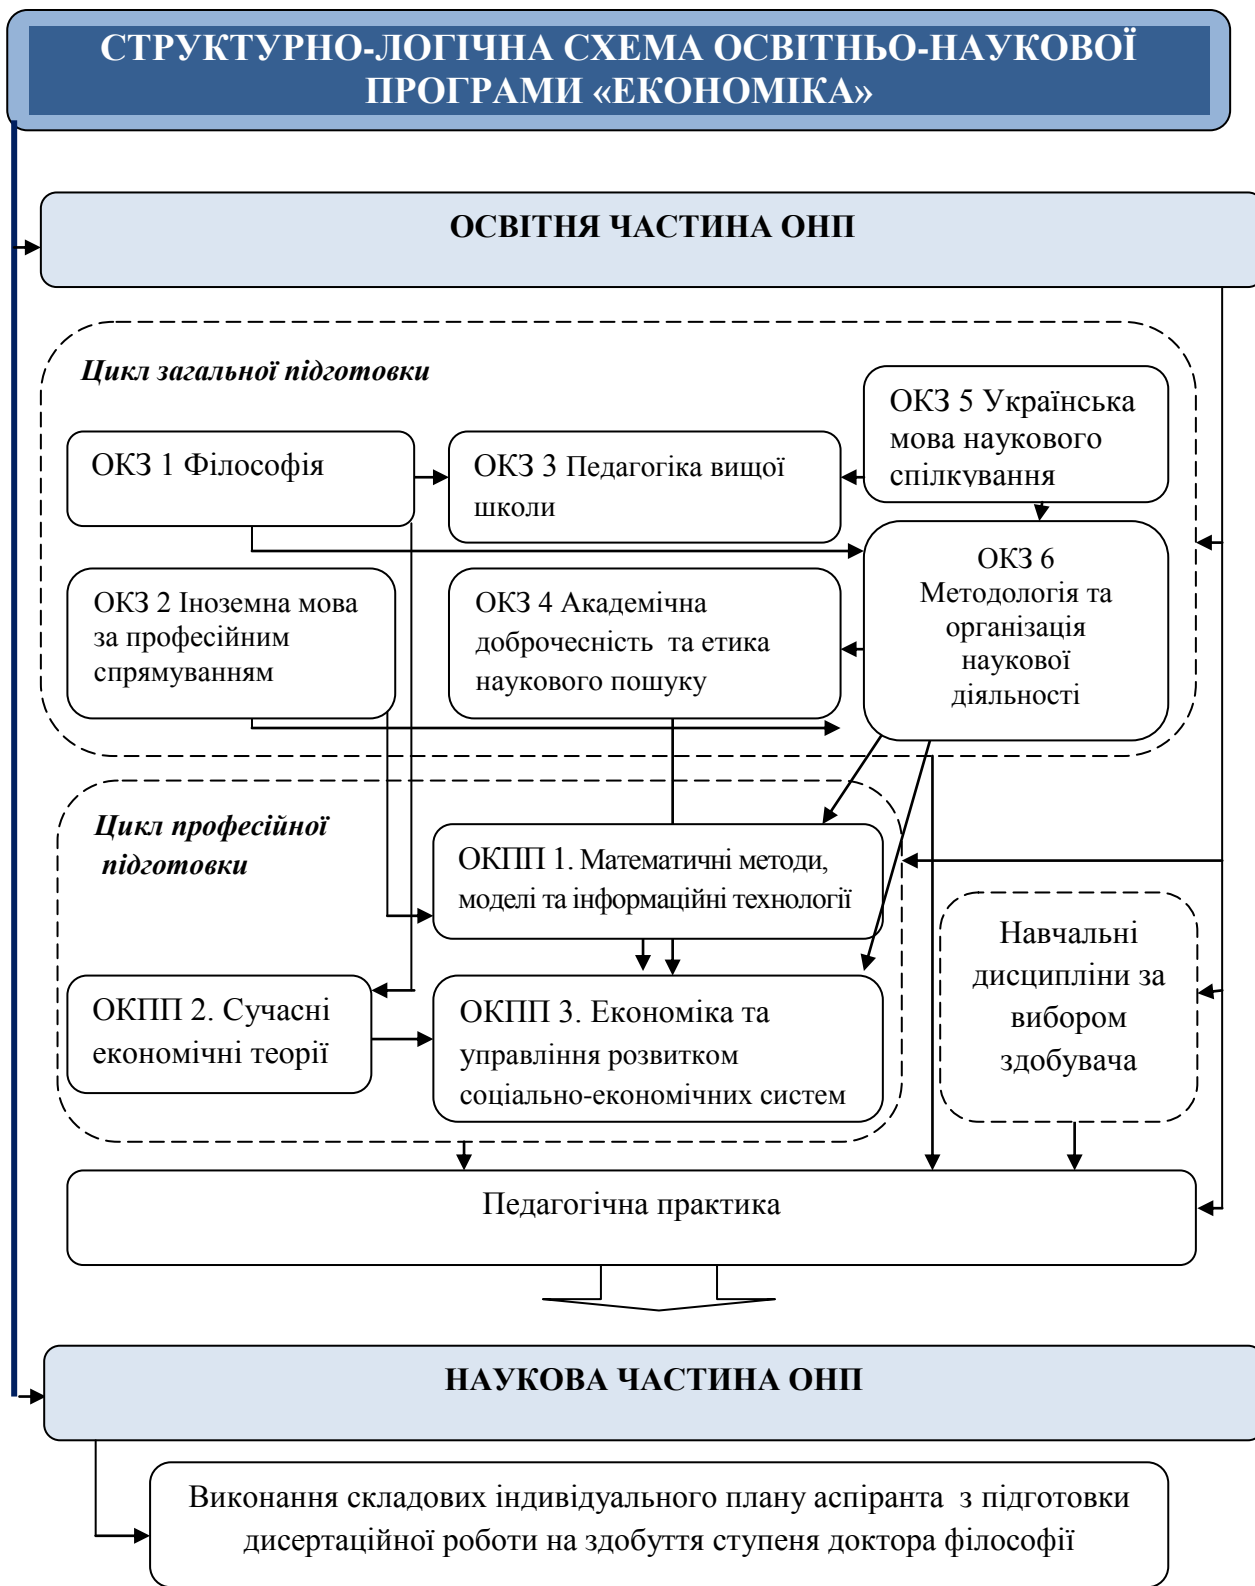 СТРУКТУРНО-ЛОГІЧНА СХЕМА ОСВІТНЬО-НАУКОВОЇ
ПРОГРАМИ «ЕКОНОМІКА»
ОСВІТНЯ ЧАСТИНА ОНП
Цикл загальної підготовки
ОКЗ 1 Філософія
ОКЗ 3 Педагогіка вищої
школи
ОКЗ 5 Українська
мова наукового
спілкування
ОКЗ 2 Іноземна мова
за професійним
спрямуванням
ОКЗ 4 Академічна
доброчесність та етика
наукового пошуку
ОКЗ 6
Методологія та
організація
наукової
діяльності
Цикл професійної
підготовки
ОКПП 1. Математичні методи,
моделі та інформаційні технології
ОКПП 2. Сучасні
економічні теорії
ОКПП 3. Економіка та
управління розвитком
соціально-економічних систем
Навчальні
дисципліни за
вибором
здобувача
Педагогічна практика
НАУКОВА ЧАСТИНА ОНП
Виконання складових індивідуального плану аспіранта з підготовки
дисертаційної роботи на здобуття ступеня доктора філософії